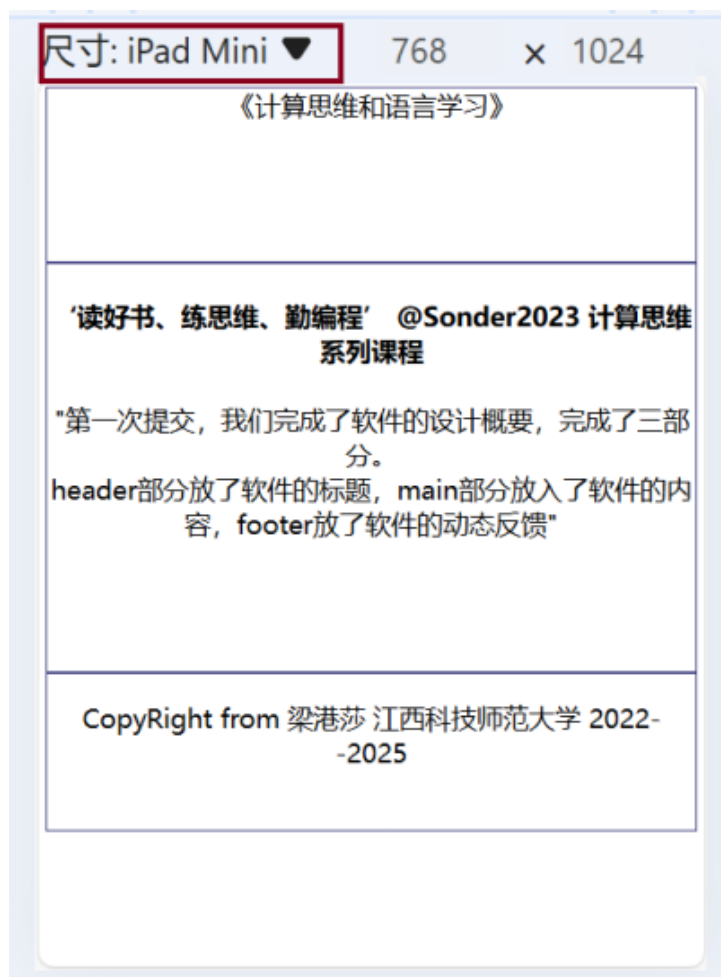 尺寸: iPad Mini ▼ 768 × 1024
《计算思维和语言学习》
‘读好书、练思维、勤编程’ @Sonder2023 计算思维
系列课程
"第一次提交，我们完成了软件的设计概要，完成了三部
分。
header部分放了软件的标题，main部分放入了软件的内
容，footer放了软件的动态反馈"
CopyRight from 梁港莎 江西科技师范大学 2022-
-2025